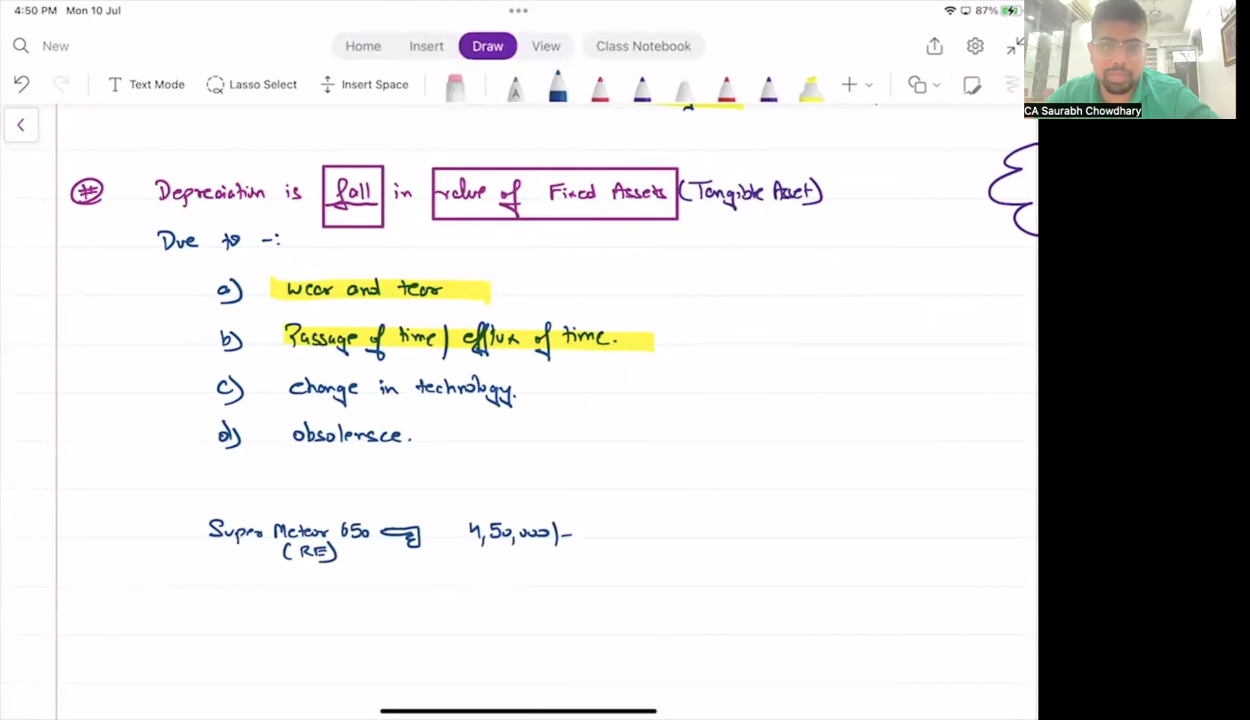 4:50 PM Mon 10 Jul
87%
New
Home Insert Draw View Class Notebook
Text Mode Lasso Select Insert Space
CA Saurabh Chowdhary
# Depreciation is fall in value of Fixed Assets (Tangible Asset)
Due to -:
a) wear and tear
b) Passage of time / efflux of time.
c) change in technology.
d) obsolensce.
Super Meteor 650 4,50,000/-
(RE)